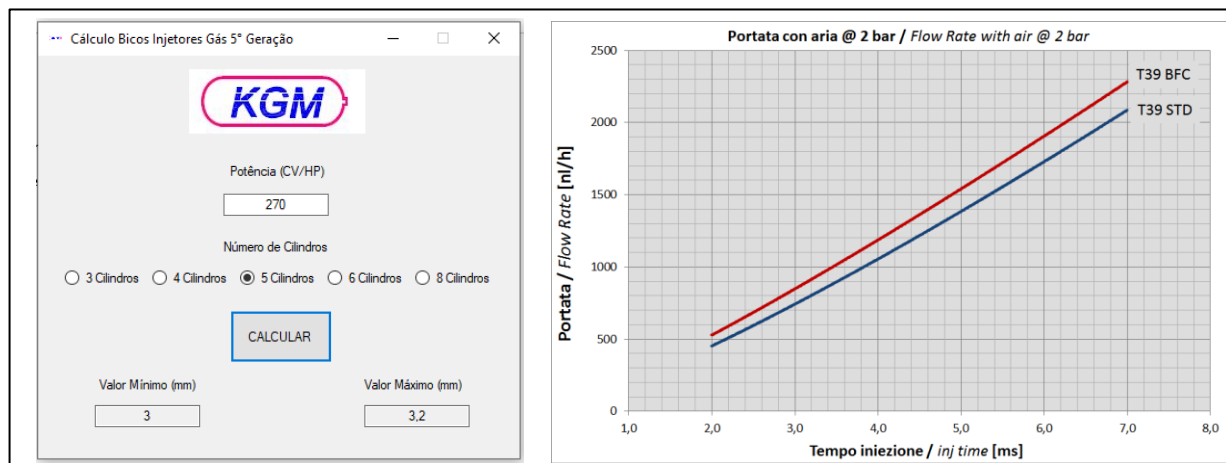 Cálculo Bicos Injetores Gás 5° Geração
KGM
Potência (CV/HP)
270
Número de Cilindros
3 Cilindros 4 Cilindros 5 Cilindros 6 Cilindros 8 Cilindros
CALCULAR
Valor Mínimo (mm) Valor Máximo (mm)
3 3,2
Portata con aria @ 2 bar / Flow Rate with air @ 2 bar
Portata / Flow Rate [nl/h]
2500
2000
1500
1000
500
0
T39 BFC
T39 STD
1,0 2,0 3,0 4,0 5,0 6,0 7,0 8,0
Tempo iniezione / inj time [ms]